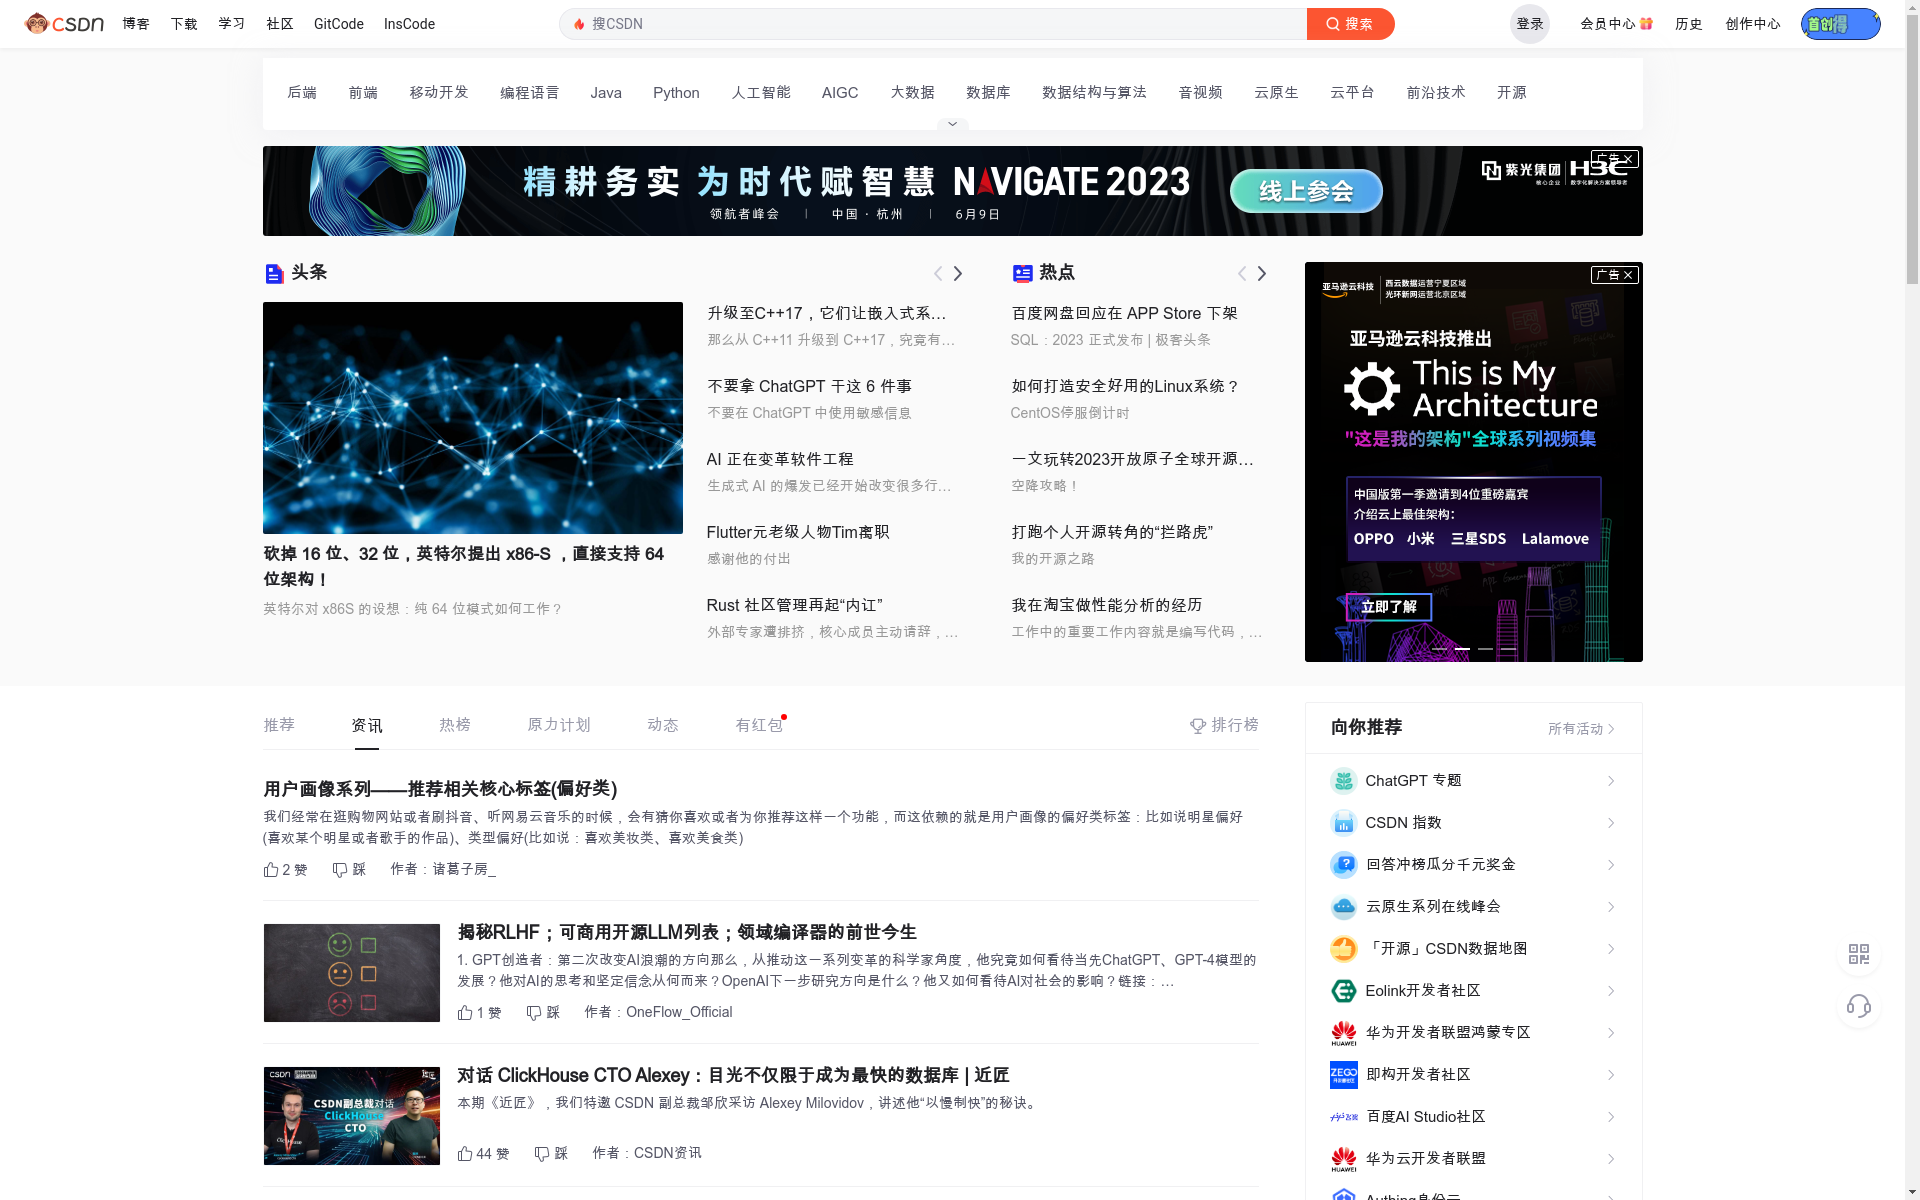 CSDN 博客 下载 学习 社区 GitCode InsCode 搜CSDN 搜索 登录 会员中心 历史 创作中心 首创得
后端 前端 移动开发 编程语言 Java Python 人工智能 AIGC 大数据 数据库 数据结构与算法 音视频 云原生 云平台 前沿技术 开源
精耕务实 为时代赋智慧 NAVIGATE 2023 线上参会
领航者峰会 | 中国·杭州 | 6月9日
紫光集团 H3C
核心企业 数字化解决方案领导者
广告
头条
砍掉 16 位、32 位，英特尔提出 x86-S ，直接支持 64
位架构！
英特尔对 x86S 的设想：纯 64 位模式如何工作？
升级至C++17，它们让嵌入式系…
那么从 C++11 升级到 C++17，究竟有…
不要拿 ChatGPT 干这 6 件事
不要在 ChatGPT 中使用敏感信息
AI 正在变革软件工程
生成式 AI 的爆发已经开始改变很多行…
Flutter元老级人物Tim离职
感谢他的付出
Rust 社区管理再起“内讧”
外部专家遭排挤，核心成员主动请辞，…
热点
百度网盘回应在 APP Store 下架
SQL：2023 正式发布 | 极客头条
如何打造安全好用的Linux系统？
CentOS停服倒计时
一文玩转2023开放原子全球开源…
空降攻略！
打跑个人开源转角的“拦路虎”
我的开源之路
我在淘宝做性能分析的经历
工作中的重要工作内容就是编写代码，…
广告
亚马逊云科技
西云数据运营宁夏区域
光环新网运营北京区域
亚马逊云科技推出
This is My
Architecture
"这是我的架构"全球系列视频集
中国版第一季邀请到4位重磅嘉宾
介绍云上最佳架构：
OPPO 小米 三星SDS Lalamove
立即了解
推荐 资讯 热榜 原力计划 动态 有红包 排行榜
用户画像系列——推荐相关核心标签(偏好类)
我们经常在逛购物网站或者刷抖音、听网易云音乐的时候，会有猜你喜欢或者为你推荐这样一个功能，而这依赖的就是用户画像的偏好类标签：比如说明星偏好
(喜欢某个明星或者歌手的作品)、类型偏好(比如说：喜欢美妆类、喜欢美食类)
2 赞 踩 作者：诸葛子房_
揭秘RLHF；可商用开源LLM列表；领域编译器的前世今生
1. GPT创造者：第二次改变AI浪潮的方向那么，从推动这一系列变革的科学家角度，他究竟如何看待当先ChatGPT、GPT-4模型的
发展？他对AI的思考和坚定信念从何而来？OpenAI下一步研究方向是什么？他又如何看待AI对社会的影响？链接：…
1 赞 踩 作者：OneFlow_Official
CSDN
CSDN副总裁对话
ClickHouse
CTO
对话 ClickHouse CTO Alexey：目光不仅限于成为最快的数据库 | 近匠
本期《近匠》，我们特邀 CSDN 副总裁邹欣采访 Alexey Milovidov，讲述他“以慢制快”的秘诀。
44 赞 踩 作者：CSDN资讯
向你推荐 所有活动
ChatGPT 专题
CSDN 指数
回答冲榜瓜分千元奖金
云原生系列在线峰会
「开源」CSDN数据地图
Eolink开发者社区
HUAWEI 华为开发者联盟鸿蒙专区
ZEGO 即构开发者社区
百度AI Studio社区
HUAWEI 华为云开发者联盟
Authing身份云